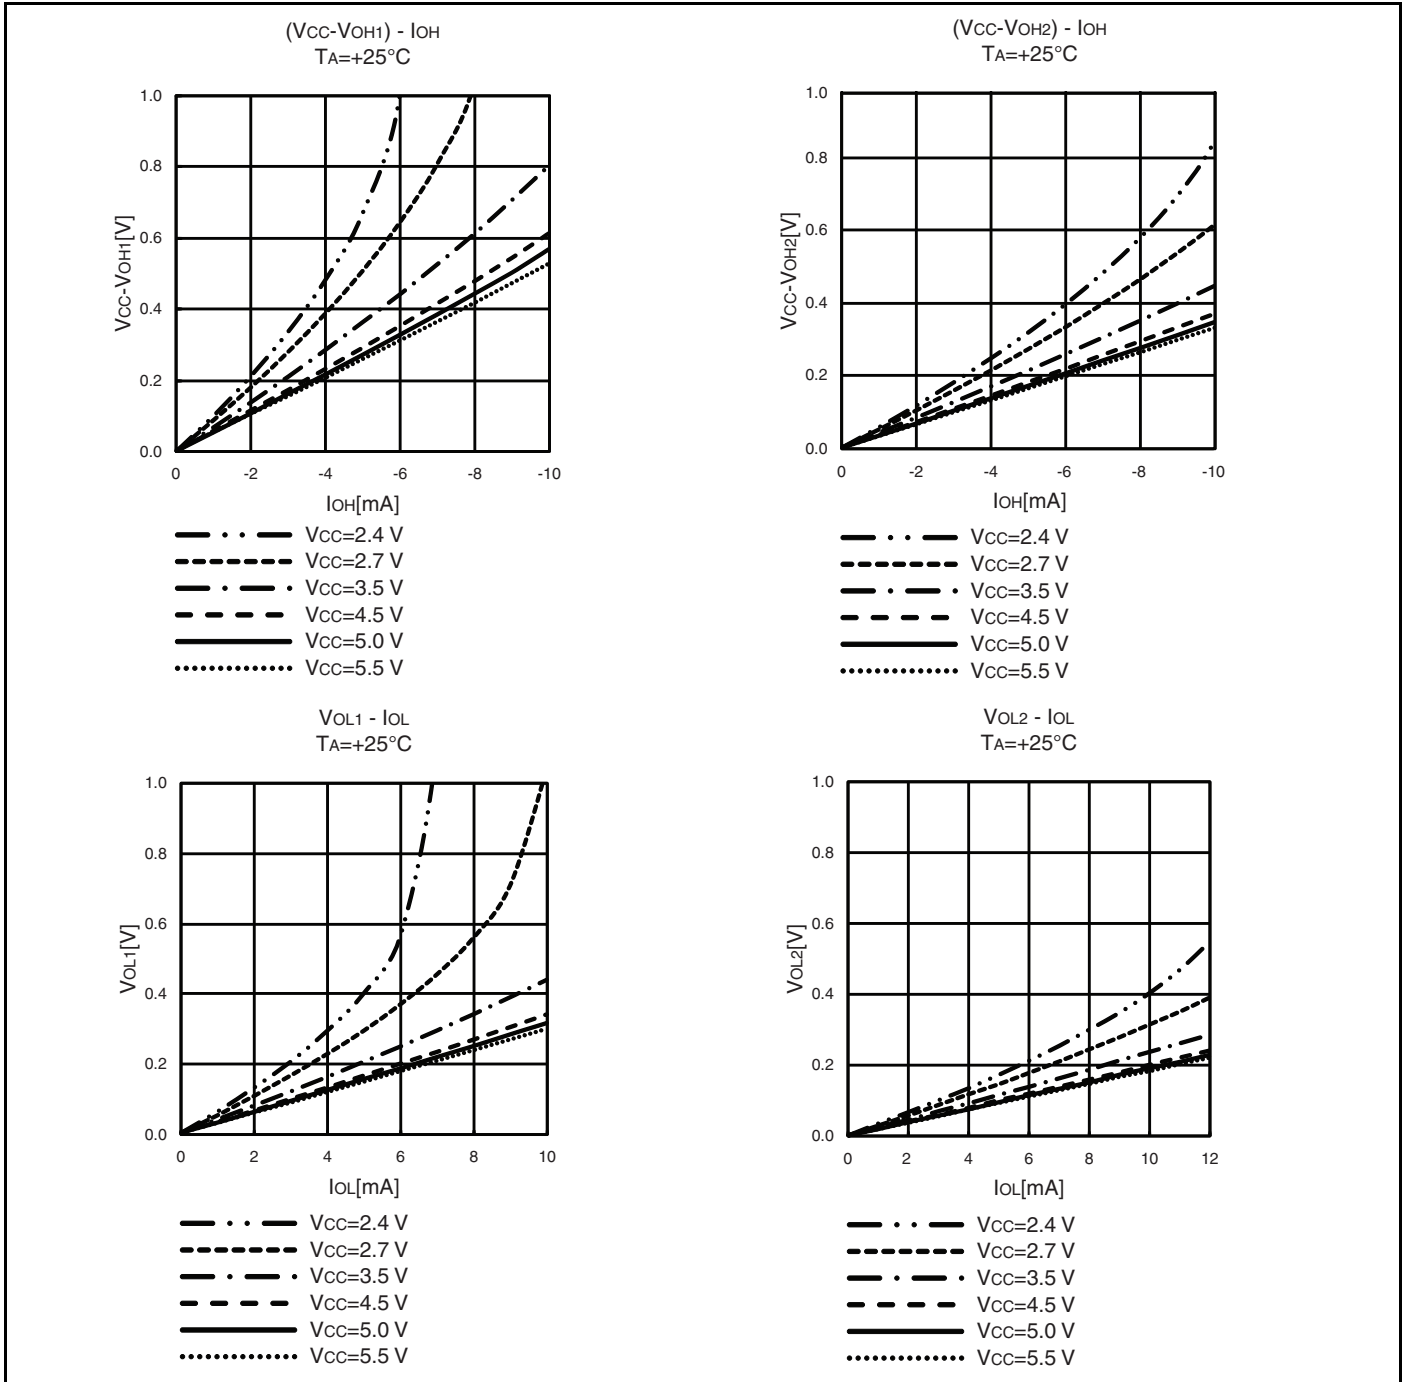 (VCC-VOH1) - IOH
TA=+25°C
1.0
0.8
0.6
0.4
0.2
0.0
VCC-VOH1[V]
0 -2 -4 -6 -8 -10
IOH[mA]
VCC=2.4 V
VCC=2.7 V
VCC=3.5 V
VCC=4.5 V
VCC=5.0 V
VCC=5.5 V
(VCC-VOH2) - IOH
TA=+25°C
1.0
0.8
0.6
0.4
0.2
0.0
VCC-VOH2[V]
0 -2 -4 -6 -8 -10
IOH[mA]
VCC=2.4 V
VCC=2.7 V
VCC=3.5 V
VCC=4.5 V
VCC=5.0 V
VCC=5.5 V
VOL1 - IOL
TA=+25°C
1.0
0.8
0.6
0.4
0.2
0.0
VOL1[V]
0 2 4 6 8 10
IOL[mA]
VCC=2.4 V
VCC=2.7 V
VCC=3.5 V
VCC=4.5 V
VCC=5.0 V
VCC=5.5 V
VOL2 - IOL
TA=+25°C
1.0
0.8
0.6
0.4
0.2
0.0
VOL2[V]
0 2 4 6 8 10 12
IOL[mA]
VCC=2.4 V
VCC=2.7 V
VCC=3.5 V
VCC=4.5 V
VCC=5.0 V
VCC=5.5 V